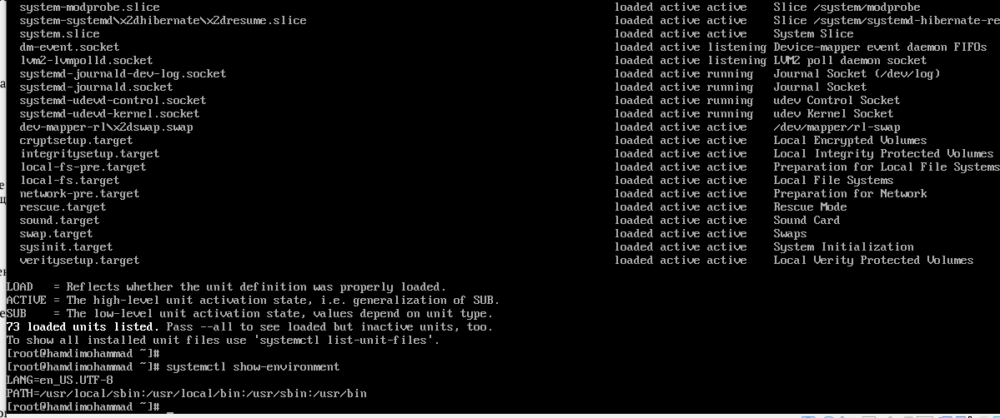 system-modprobe.slice loaded active active Slice /system/modprobe
system-systemd\x2dhibernate\x2dresume.slice loaded active active Slice /system/systemd-hibernate-re
system.slice loaded active active System Slice
dm-event.socket loaded active listening Device-mapper event daemon FIFOs
lvm2-lvmpolld.socket loaded active listening LVM2 poll daemon socket
systemd-journald-dev-log.socket loaded active running Journal Socket (/dev/log)
systemd-journald.socket loaded active running Journal Socket
systemd-udevd-control.socket loaded active running udev Control Socket
systemd-udevd-kernel.socket loaded active running udev Kernel Socket
dev-mapper-rl\x2dswap.swap loaded active active /dev/mapper/rl-swap
cryptsetup.target loaded active active Local Encrypted Volumes
integritysetup.target loaded active active Local Integrity Protected Volumes
local-fs-pre.target loaded active active Preparation for Local File Systems
local-fs.target loaded active active Local File Systems
network-pre.target loaded active active Preparation for Network
rescue.target loaded active active Rescue Mode
sound.target loaded active active Sound Card
swap.target loaded active active Swaps
sysinit.target loaded active active System Initialization
veritysetup.target loaded active active Local Verity Protected Volumes
LOAD = Reflects whether the unit definition was properly loaded.
ACTIVE = The high-level unit activation state, i.e. generalization of SUB.
SUB = The low-level unit activation state, values depend on unit type.
73 loaded units listed. Pass --all to see loaded but inactive units, too.
To show all installed unit files use 'systemctl list-unit-files'.
[root@hamdimohammad ~]#
[root@hamdimohammad ~]# systemctl show-environment
LANG=en_US.UTF-8
PATH=/usr/local/sbin:/usr/local/bin:/usr/sbin:/usr/bin
[root@hamdimohammad ~]# _